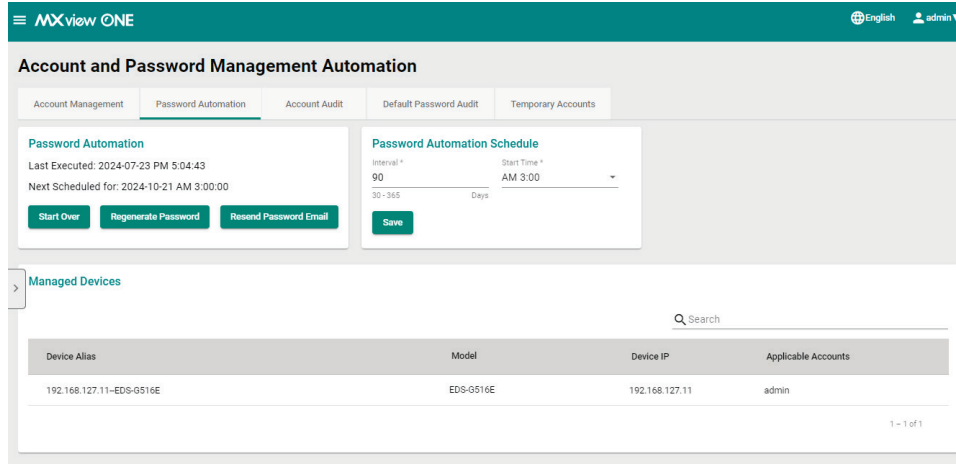 MXview ONE
English admin
Account and Password Management Automation
Account Management Password Automation Account Audit Default Password Audit Temporary Accounts
Password Automation
Last Executed: 2024-07-23 PM 5:04:43
Next Scheduled for: 2024-10-21 AM 3:00:00
Start Over Regenerate Password Resend Password Email
Password Automation Schedule
Interval * Start Time *
90 AM 3:00
30 - 365 Days
Save
Managed Devices
Search
Device Alias Model Device IP Applicable Accounts
192.168.127.11–EDS-G516E EDS-G516E 192.168.127.11 admin
1 – 1 of 1